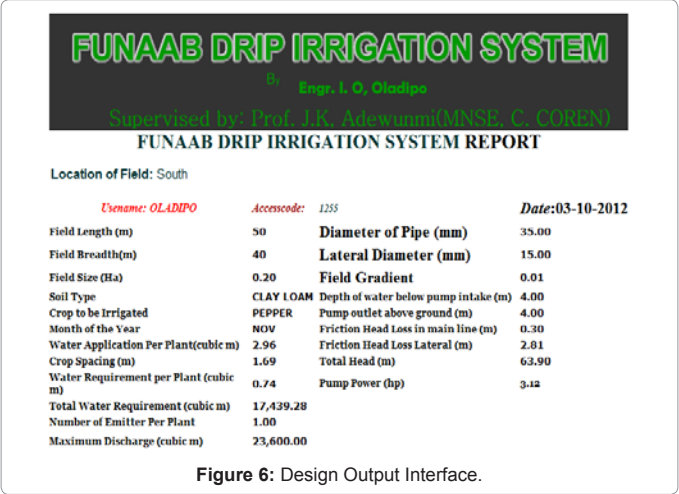 FUNAAB DRIP IRRIGATION SYSTEM
By
Engr. I. O, Oladipo
Supervised by: Prof. J.K. Adewunmi(MNSE, C. COREN)
FUNAAB DRIP IRRIGATION SYSTEM REPORT
Location of Field: South
Usename: OLADIPO Accesscode: 1255 Date:03-10-2012
Field Length (m) 50 Diameter of Pipe (mm) 35.00
Field Breadth(m) 40 Lateral Diameter (mm) 15.00
Field Size (Ha) 0.20 Field Gradient 0.01
Soil Type CLAY LOAM Depth of water below pump intake (m) 4.00
Crop to be Irrigated PEPPER Pump outlet above ground (m) 4.00
Month of the Year NOV Friction Head Loss in main line (m) 0.30
Water Application Per Plant(cubic m) 2.96 Friction Head Loss Lateral (m) 2.81
Crop Spacing (m) 1.69 Total Head (m) 63.90
Water Requirement per Plant (cubic
m) 0.74 Pump Power (hp) 3.12
Total Water Requirement (cubic m) 17,439.28
Number of Emitter Per Plant 1.00
Maximum Discharge (cubic m) 23,600.00
Figure 6: Design Output Interface.